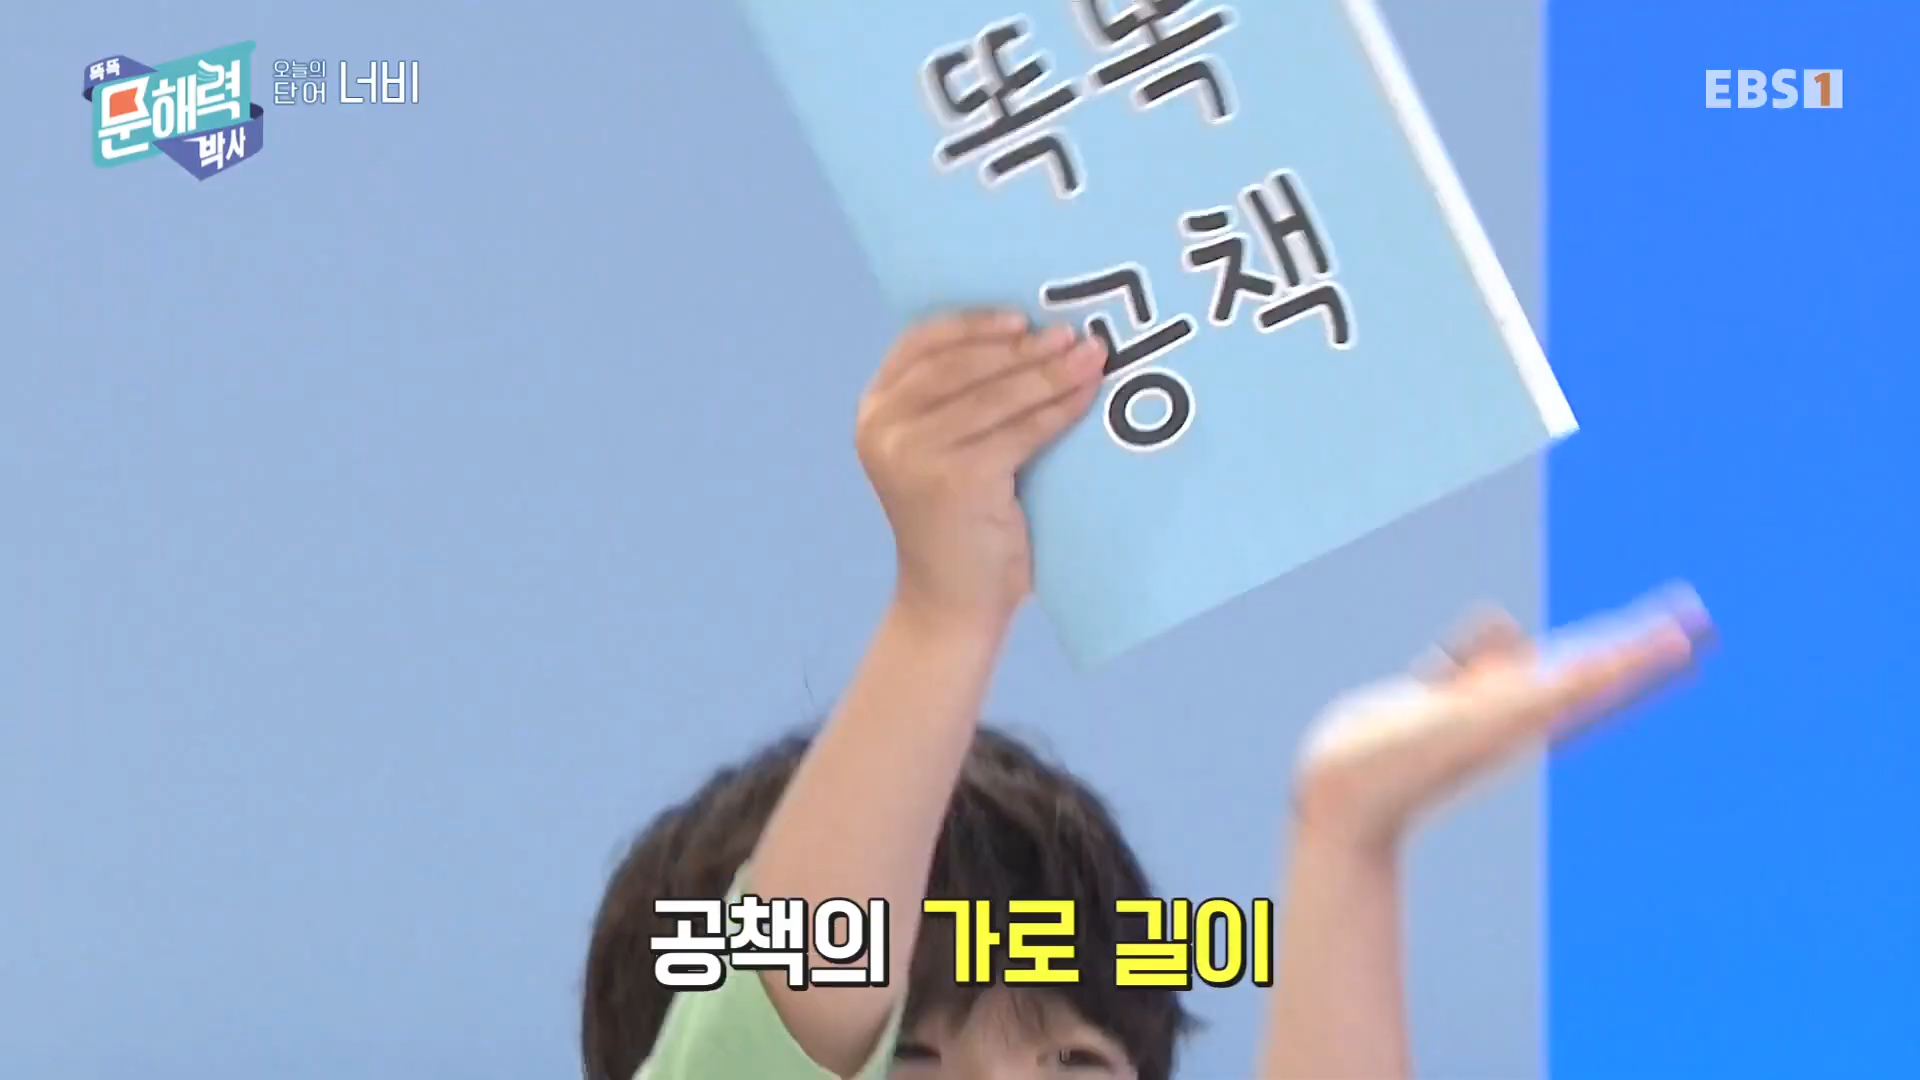 똑똑
문해력
박사
오늘의
단어 너비
EBS1
똑똑
공책
공책의 가로 길이